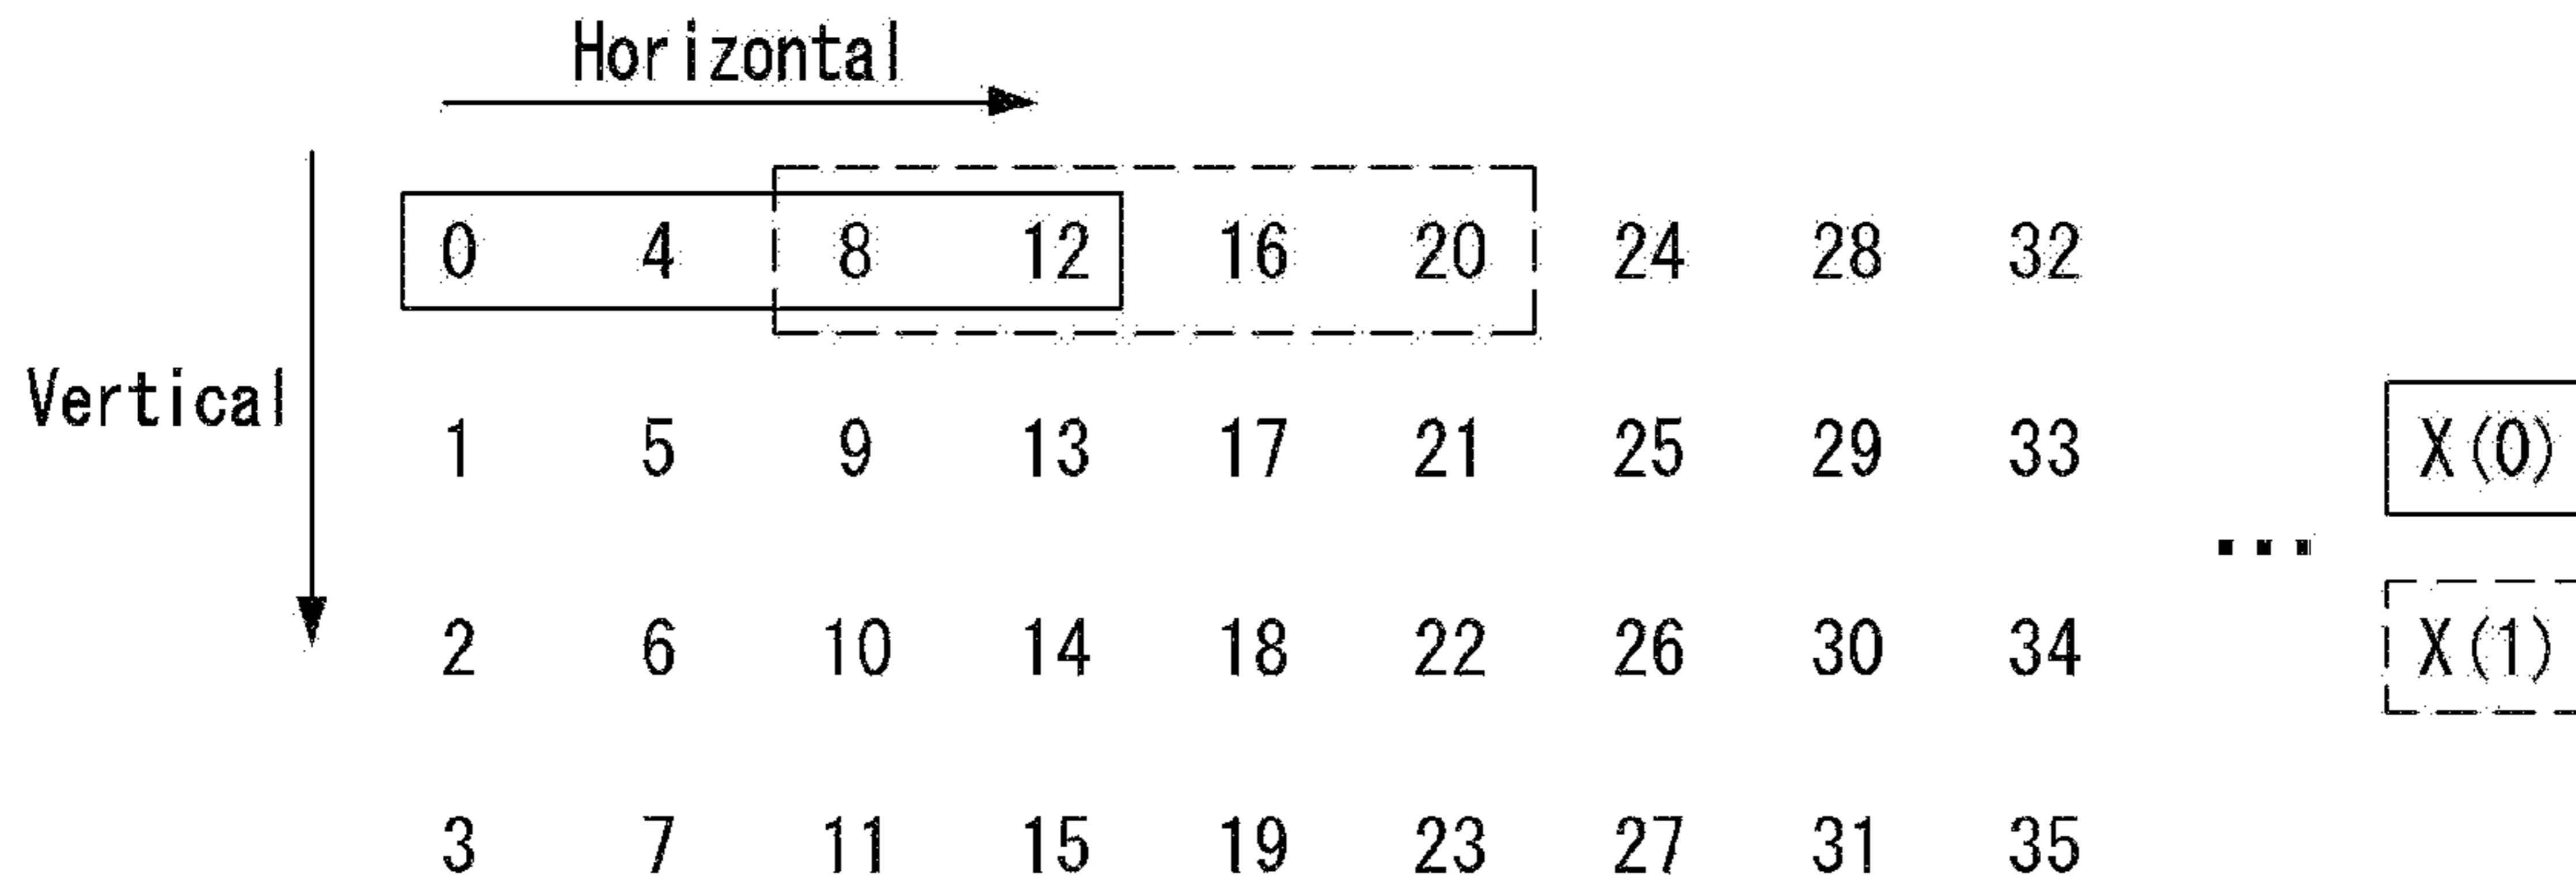 Horizontal
0 4 8 12 16 20 24 28 32
Vertical
1 5 9 13 17 21 25 29 33 X(0)
...
2 6 10 14 18 22 26 30 34 X(1)
3 7 11 15 19 23 27 31 35